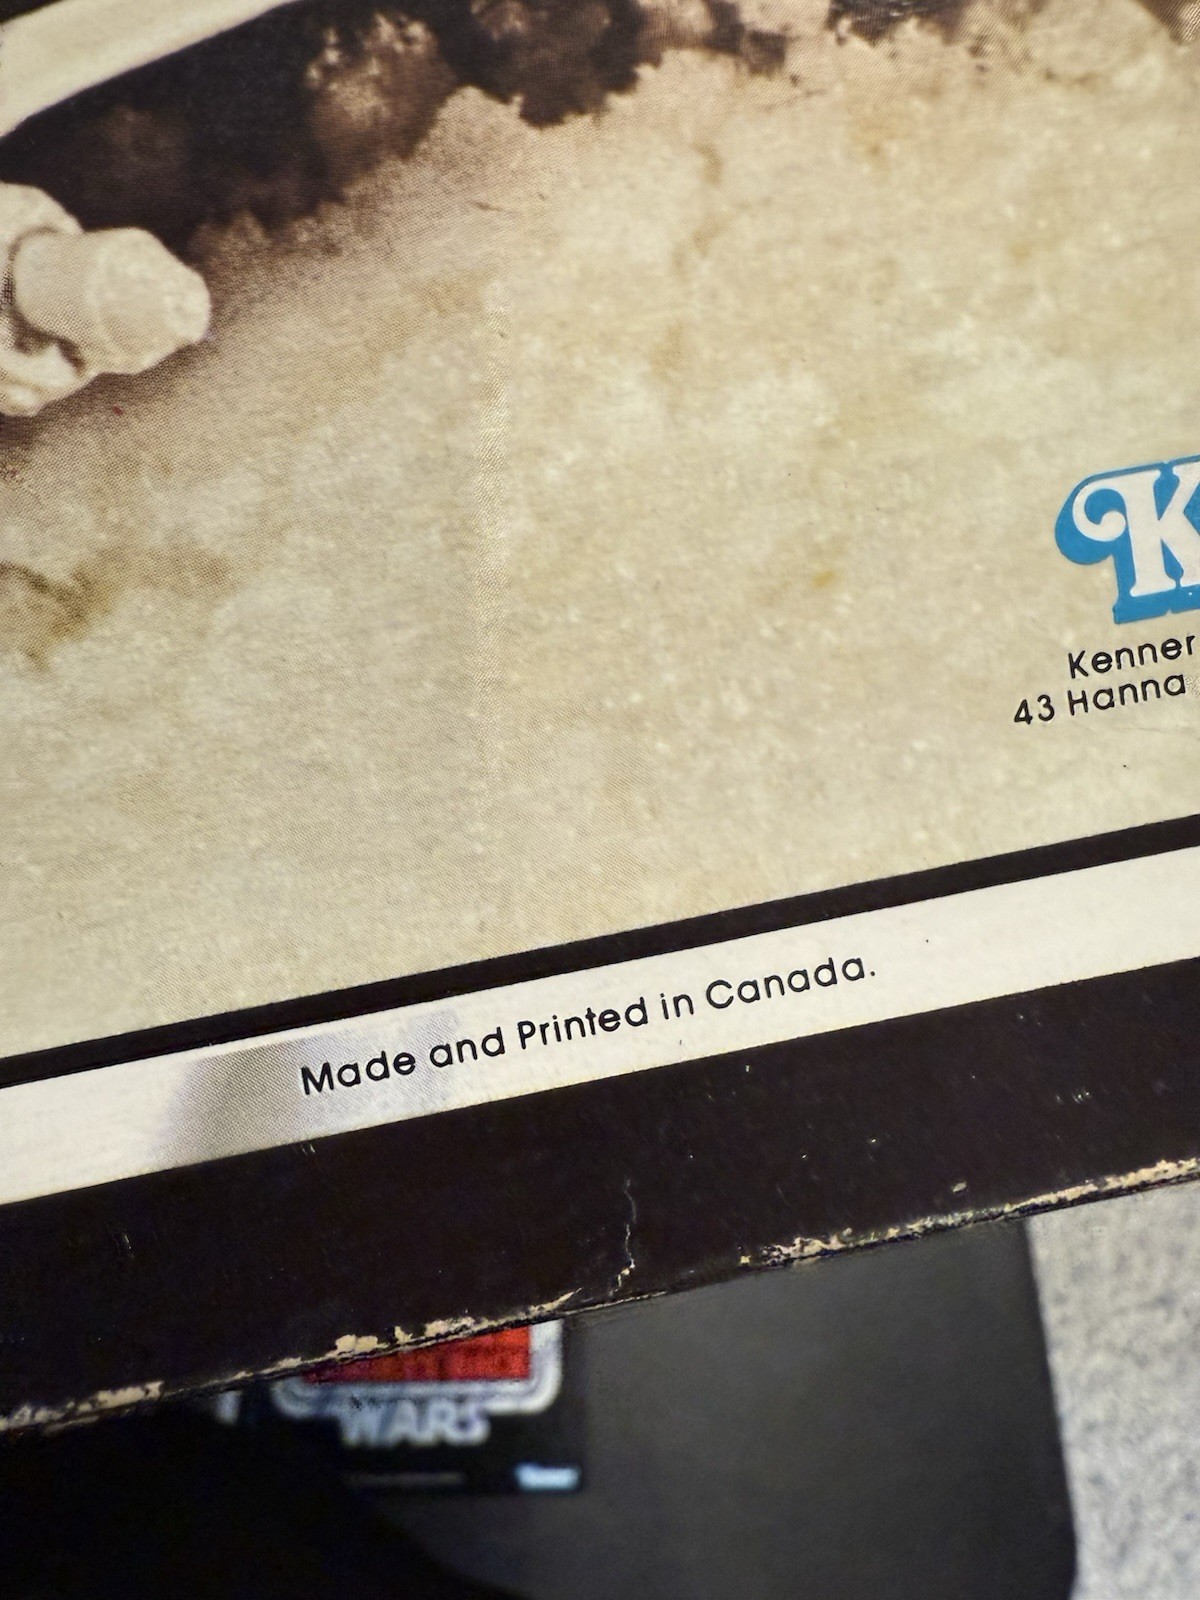 K
Kenner
43 Hanna
Made and Printed in Canada.
WARS